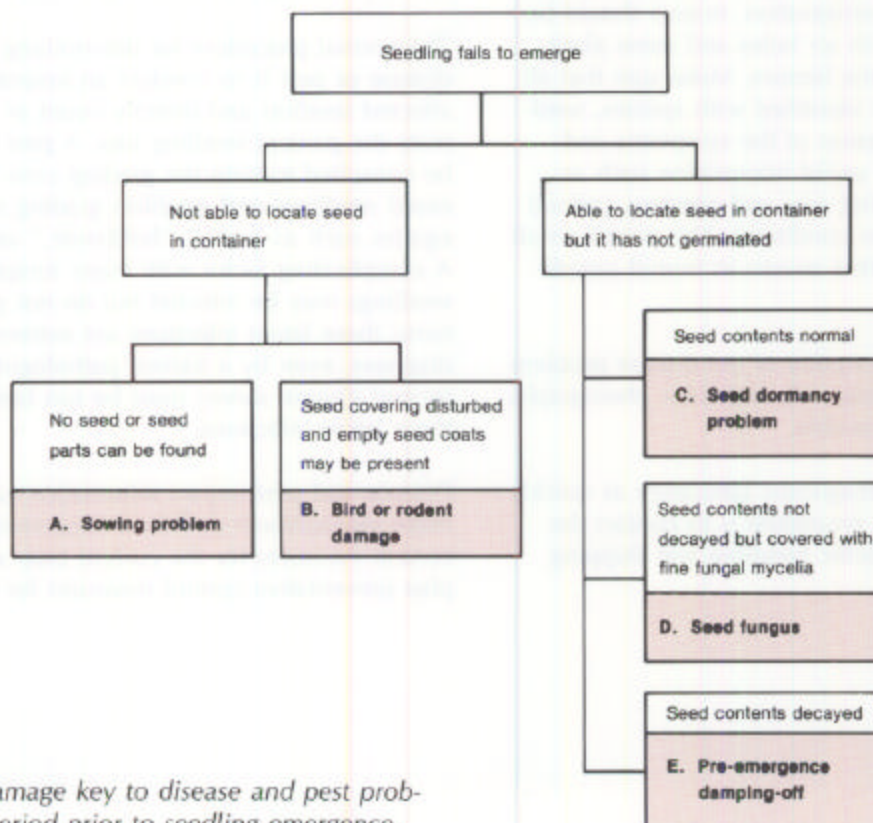 Seedling fails to emerge
Not able to locate seed
in container
Able to locate seed in container
but it has not germinated
No seed or seed
parts can be found
A. Sowing problem
Seed covering disturbed
and empty seed coats
may be present
B. Bird or rodent
damage
Seed contents normal
C. Seed dormancy
problem
Seed contents not
decayed but covered with
fine fungal mycelia
D. Seed fungus
Seed contents decayed
E. Pre-emergence
damping-off
amage key to disease and pest prob-
eriod prior to seedling emergence